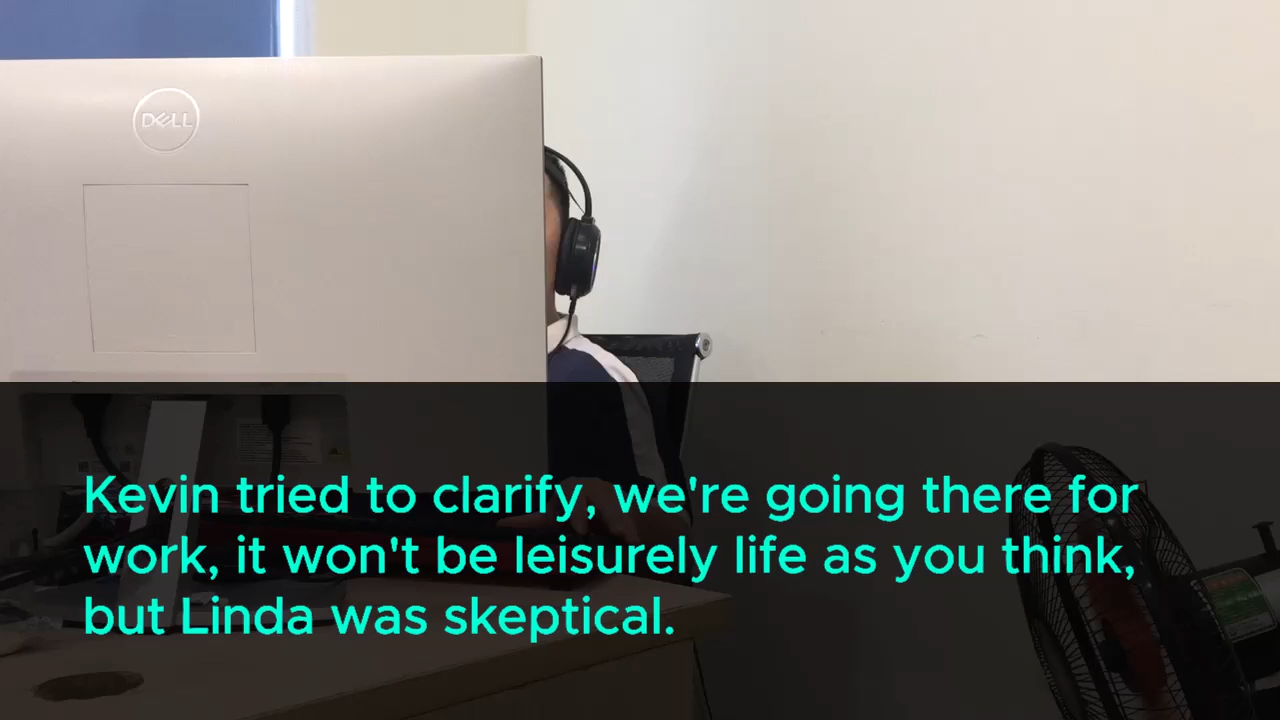 DELL
Kevin tried to clarify, we're going there for
work, it won't be leisurely life as you think,
but Linda was skeptical.